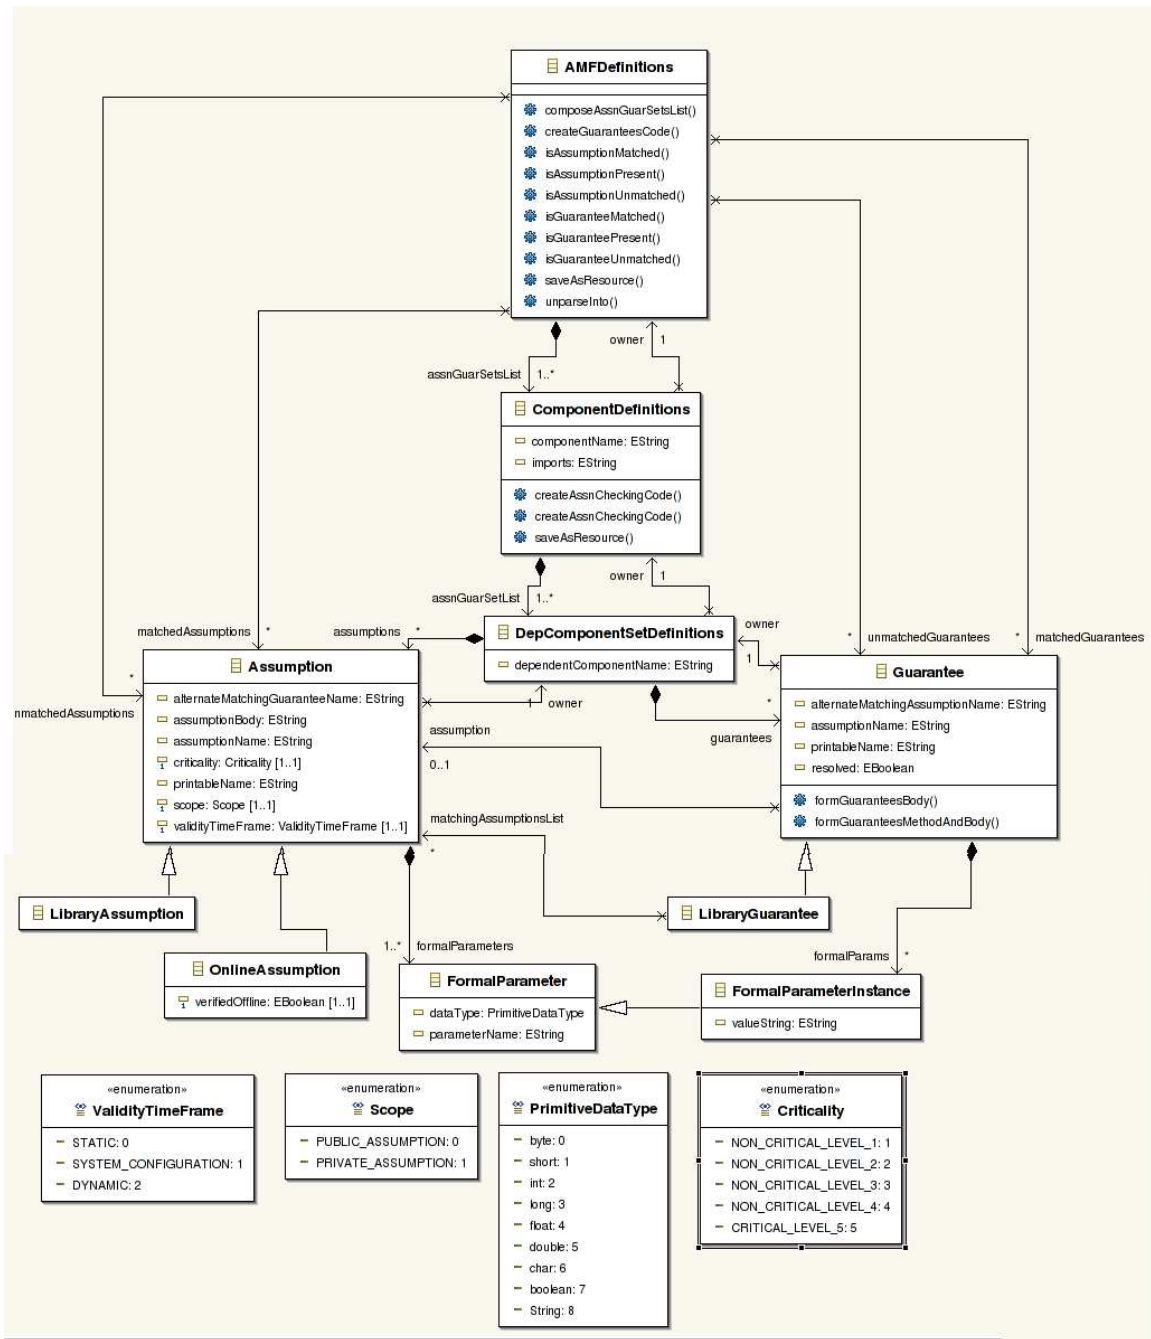 AMFDefinitions
composeAssnGuarSetsList()
createGuaranteesCode()
isAssumptionMatched()
isAssumptionPresent()
isAssumptionUnmatched()
isGuaranteeMatched()
isGuaranteePresent()
isGuaranteeUnmatched()
saveAsResource()
unparseInto()
owner 1
assnGuarSetsList 1..*
ComponentDefinitions
componentName: EString
imports: EString
createAssnCheckingCode()
createAssnCheckingCode()
saveAsResource()
owner 1
assnGuarSetList 1..*
matchedAssumptions *
assumptions *
DepComponentSetDefinitions
dependentComponentName: EString
owner
1
* unmatchedGuarantees
* matchedGuarantees
*
nmatchedAssumptions
Assumption
alternateMatchingGuaranteeName: EString
assumptionBody: EString
assumptionName: EString
criticality: Criticality [1..1]
printableName: EString
scope: Scope [1..1]
validityTimeFrame: ValidityTimeFrame [1..1]
1 owner
*
guarantees
Guarantee
alternateMatchingAssumptionName: EString
assumptionName: EString
printableName: EString
resolved: EBoolean
formGuaranteesBody()
formGuaranteesMethodAndBody()
assumption
0..1
matchingAssumptionsList
*
LibraryAssumption
LibraryGuarantee
OnlineAssumption
verifiedOffline: EBoolean [1..1]
1..* formalParameters
FormalParameter
dataType: PrimitiveDataType
parameterName: EString
formalParams *
FormalParameterInstance
valueString: EString
«enumeration»
ValidityTimeFrame
STATIC: 0
SYSTEM_CONFIGURATION: 1
DYNAMIC: 2
«enumeration»
Scope
PUBLIC_ASSUMPTION: 0
PRIVATE_ASSUMPTION: 1
«enumeration»
PrimitiveDataType
byte: 0
short: 1
int: 2
long: 3
float: 4
double: 5
char: 6
boolean: 7
String: 8
«enumeration»
Criticality
NON_CRITICAL_LEVEL_1: 1
NON_CRITICAL_LEVEL_2: 2
NON_CRITICAL_LEVEL_3: 3
NON_CRITICAL_LEVEL_4: 4
CRITICAL_LEVEL_5: 5